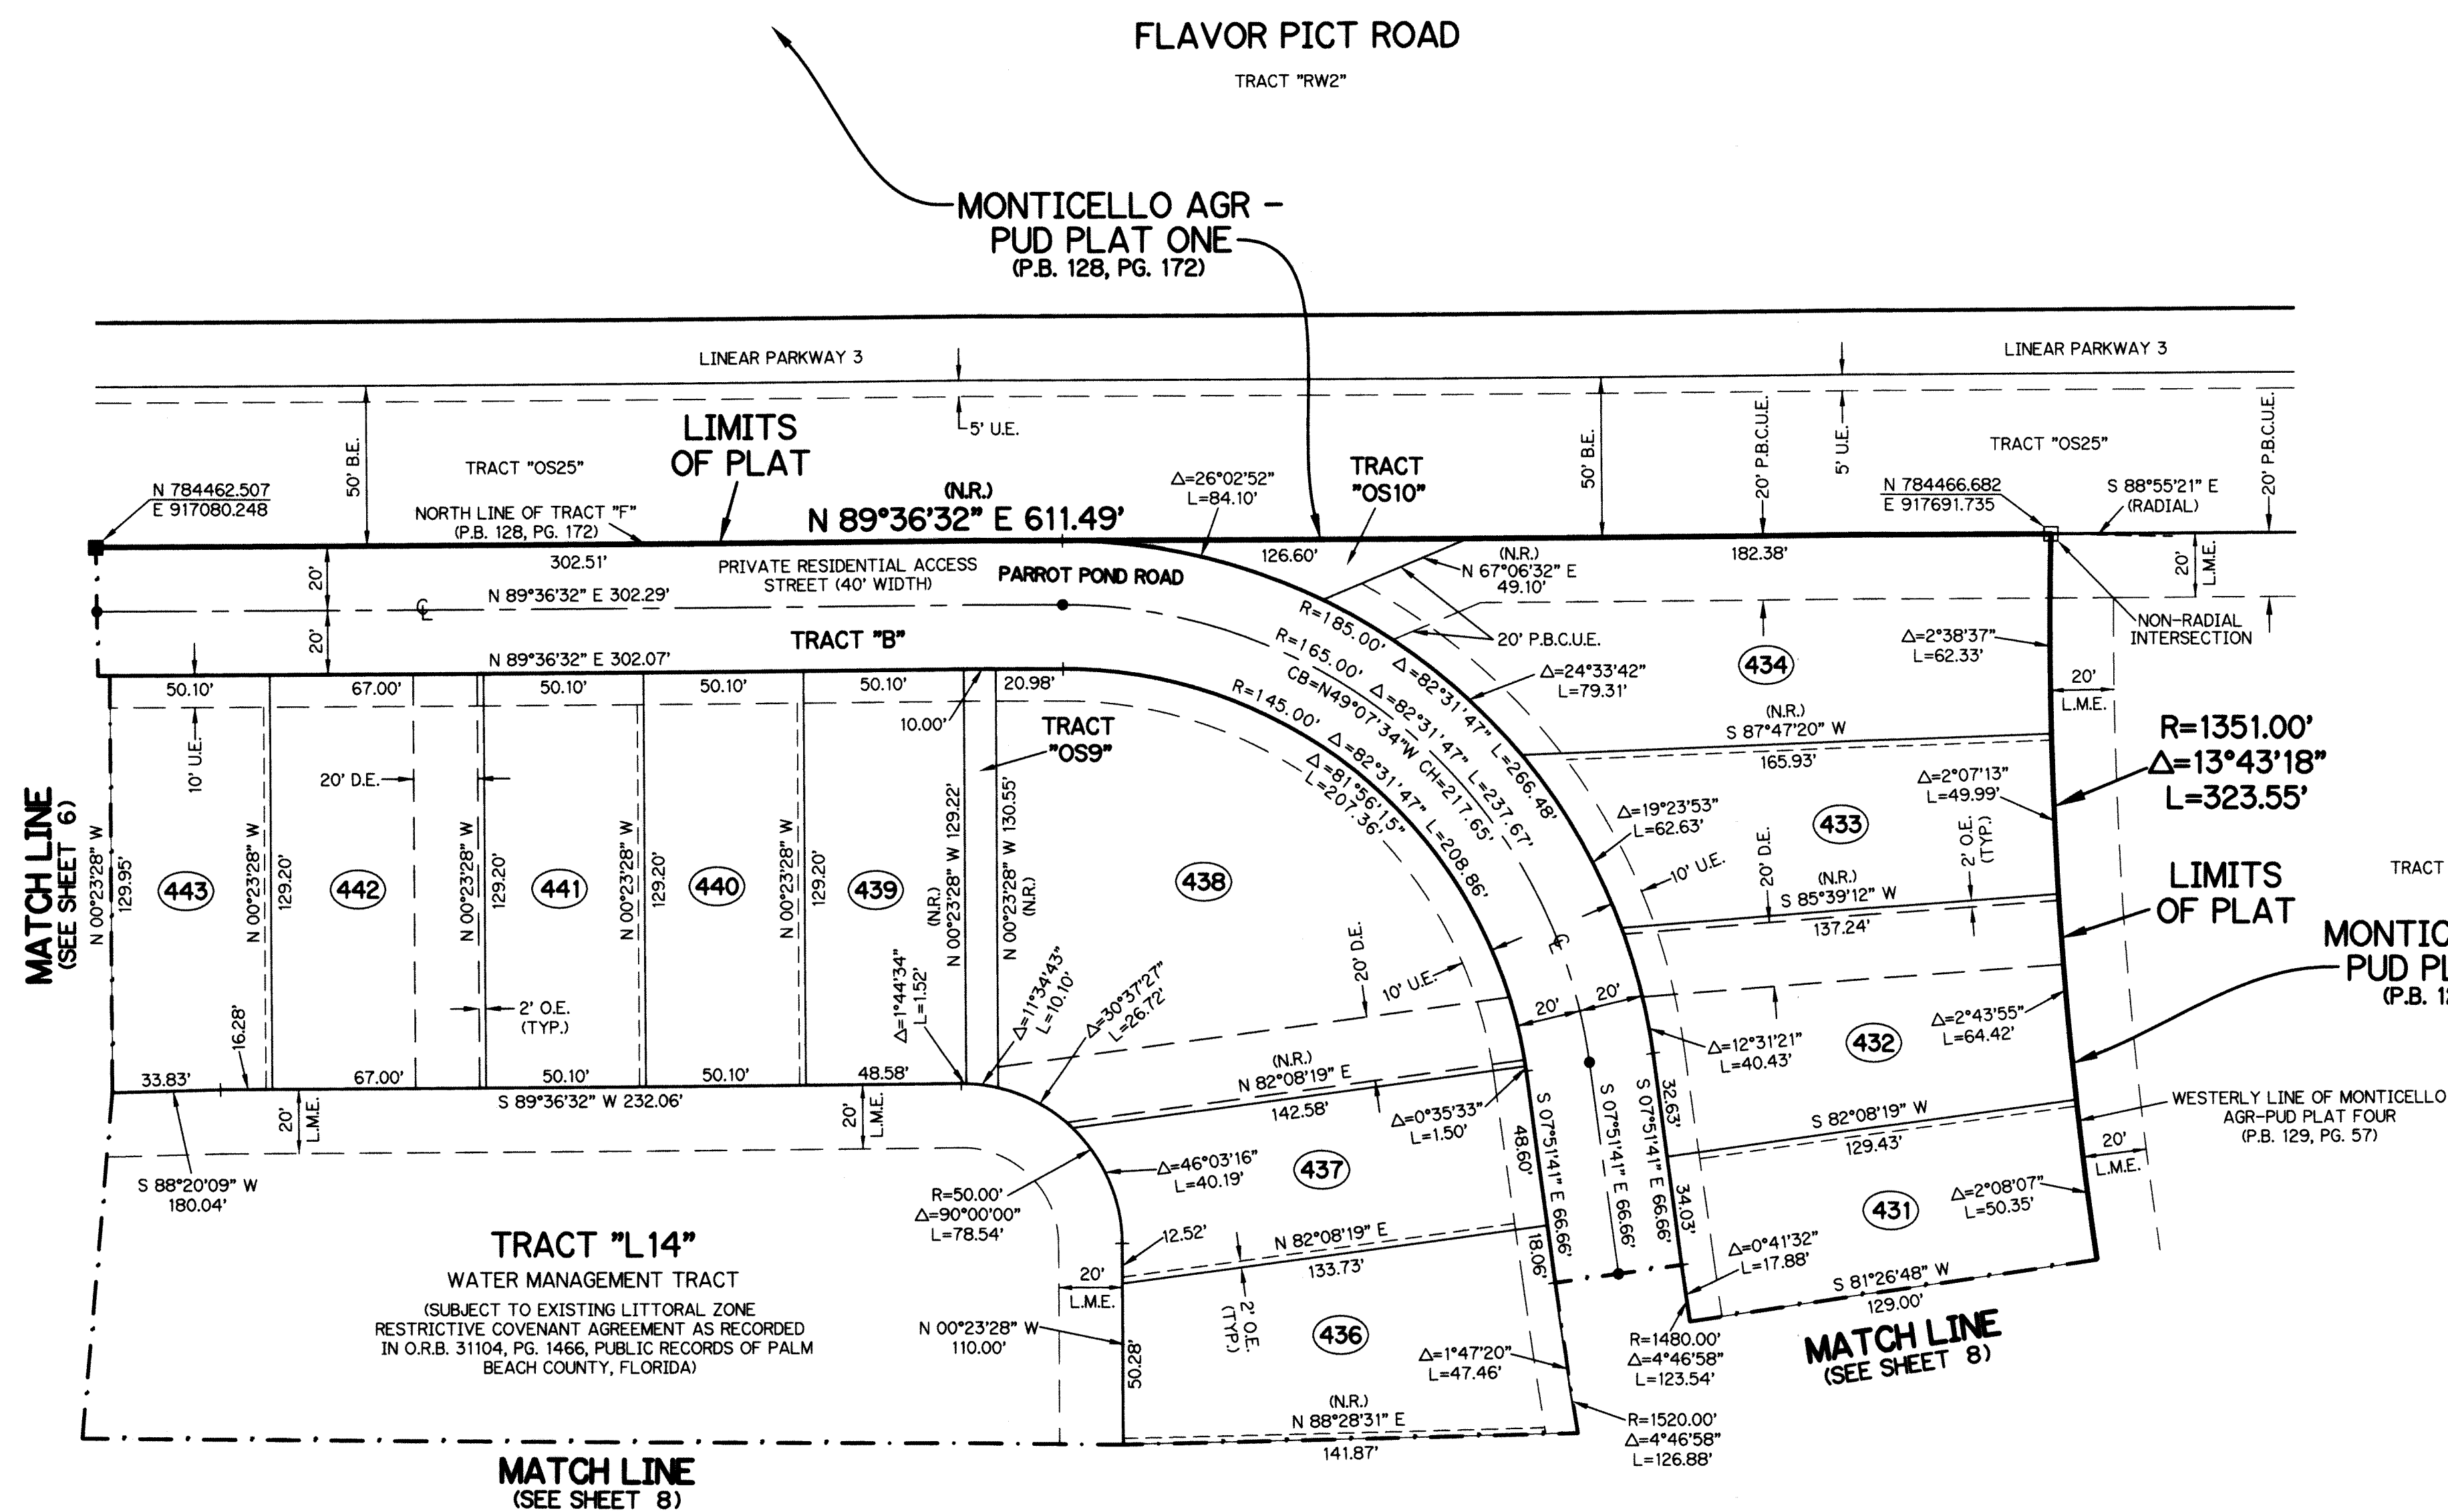 FLAVOR PICT ROAD
TRACT "RW2"
MONTICELLO AGR -
PUD PLAT ONE
(P.B. 128, PG. 172)
LINEAR PARKWAY 3
LINEAR PARKWAY 3
5' U.E.
50' B.E.
TRACT "OS25"
LIMITS
OF PLAT
50' B.E.
20' P.B.C.U.E.
5' U.E.
TRACT "OS25"
20' P.B.C.U.E.
N 784462.507
E 917080.248
NORTH LINE OF TRACT "F"
(P.B. 128, PG. 172)
(N.R.)
N 89°36'32" E 611.49'
Δ=26°02'52"
L=84.10'
TRACT
"OS10"
N 784466.682
E 917691.735
S 88°55'21" E
(RADIAL)
302.51'
PRIVATE RESIDENTIAL ACCESS
STREET (40' WIDTH)
PARROT POND ROAD
126.60'
(N.R.)
N 67°06'32" E
49.10'
182.38'
20'
L.M.E.
20'
20'
N 89°36'32" E 302.29'
TRACT "B"
N 89°36'32" E 302.07'
R=185.00' Δ=82°31'47" L=266.48'
R=165.00' Δ=82°31'47" L=237.67'
CB=N49°07'34"W CH=217.65'
R=145.00' Δ=82°31'47" L=208.86'
Δ=81°56'15"
L=207.36'
20' P.B.C.U.E.
Δ=24°33'42"
L=79.31'
434
Δ=2°38'37"
L=62.33'
NON-RADIAL
INTERSECTION
20'
L.M.E.
50.10'
67.00'
50.10'
50.10'
50.10'
20.98'
10.00'
TRACT
"OS9"
10' U.E.
20' D.E.
(N.R.)
S 87°47'20" W
165.93'
R=1351.00'
Δ=13°43'18"
L=323.55'
Δ=2°07'13"
L=49.99'
Δ=19°23'53"
L=62.63'
433
20' D.E.
2' O.E.
(TYP.)
10' U.E.
MATCH LINE
(SEE SHEET 6)
N 00°23'28" W
129.95'
443
N 00°23'28" W
129.20'
442
N 00°23'28" W
129.20'
441
N 00°23'28" W
129.20'
440
N 00°23'28" W
129.20'
439
(N.R.)
N 00°23'28" W 129.22'
N 00°23'28" W 130.55'
(N.R.)
438
(N.R.)
S 85°39'12" W
137.24'
LIMITS
OF PLAT
TRACT
MONTIC
PUD PL
(P.B. 1
Δ=1°44'34"
L=1.52'
Δ=11°34'43"
L=10.10'
Δ=30°37'27"
L=26.72'
20' D.E.
10' U.E.
20'
20'
2' O.E.
(TYP.)
16.28'
Δ=12°31'21"
L=40.43'
432
Δ=2°43'55"
L=64.42'
33.83'
67.00'
50.10'
50.10'
48.58'
S 89°36'32" W 232.06'
20'
L.M.E.
20'
L.M.E.
(N.R.)
N 82°08'19" E
142.58'
Δ=0°35'33"
L=1.50'
S 07°51'41" E 66.66'
48.60'
18.06'
S 07°51'41" E 66.66'
S 07°51'41" E 66.66'
32.63'
34.03'
S 82°08'19" W
129.43'
WESTERLY LINE OF MONTICELLO
AGR-PUD PLAT FOUR
(P.B. 129, PG. 57)
20'
L.M.E.
S 88°20'09" W
180.04'
R=50.00'
Δ=90°00'00"
L=78.54'
Δ=46°03'16"
L=40.19'
437
431
Δ=2°08'07"
L=50.35'
TRACT "L14"
WATER MANAGEMENT TRACT
(SUBJECT TO EXISTING LITTORAL ZONE
RESTRICTIVE COVENANT AGREEMENT AS RECORDED
IN O.R.B. 31104, PG. 1466, PUBLIC RECORDS OF PALM
BEACH COUNTY, FLORIDA)
12.52'
20'
L.M.E.
N 82°08'19" E
133.73'
2' O.E.
(TYP.)
Δ=0°41'32"
L=17.88'
S 81°26'48" W
129.00'
N 00°23'28" W
110.00'
50.28'
436
Δ=1°47'20"
L=47.46'
R=1480.00'
Δ=4°46'58"
L=123.54'
MATCH LINE
(SEE SHEET 8)
(N.R.)
N 88°28'31" E
141.87'
R=1520.00'
Δ=4°46'58"
L=126.88'
MATCH LINE
(SEE SHEET 8)